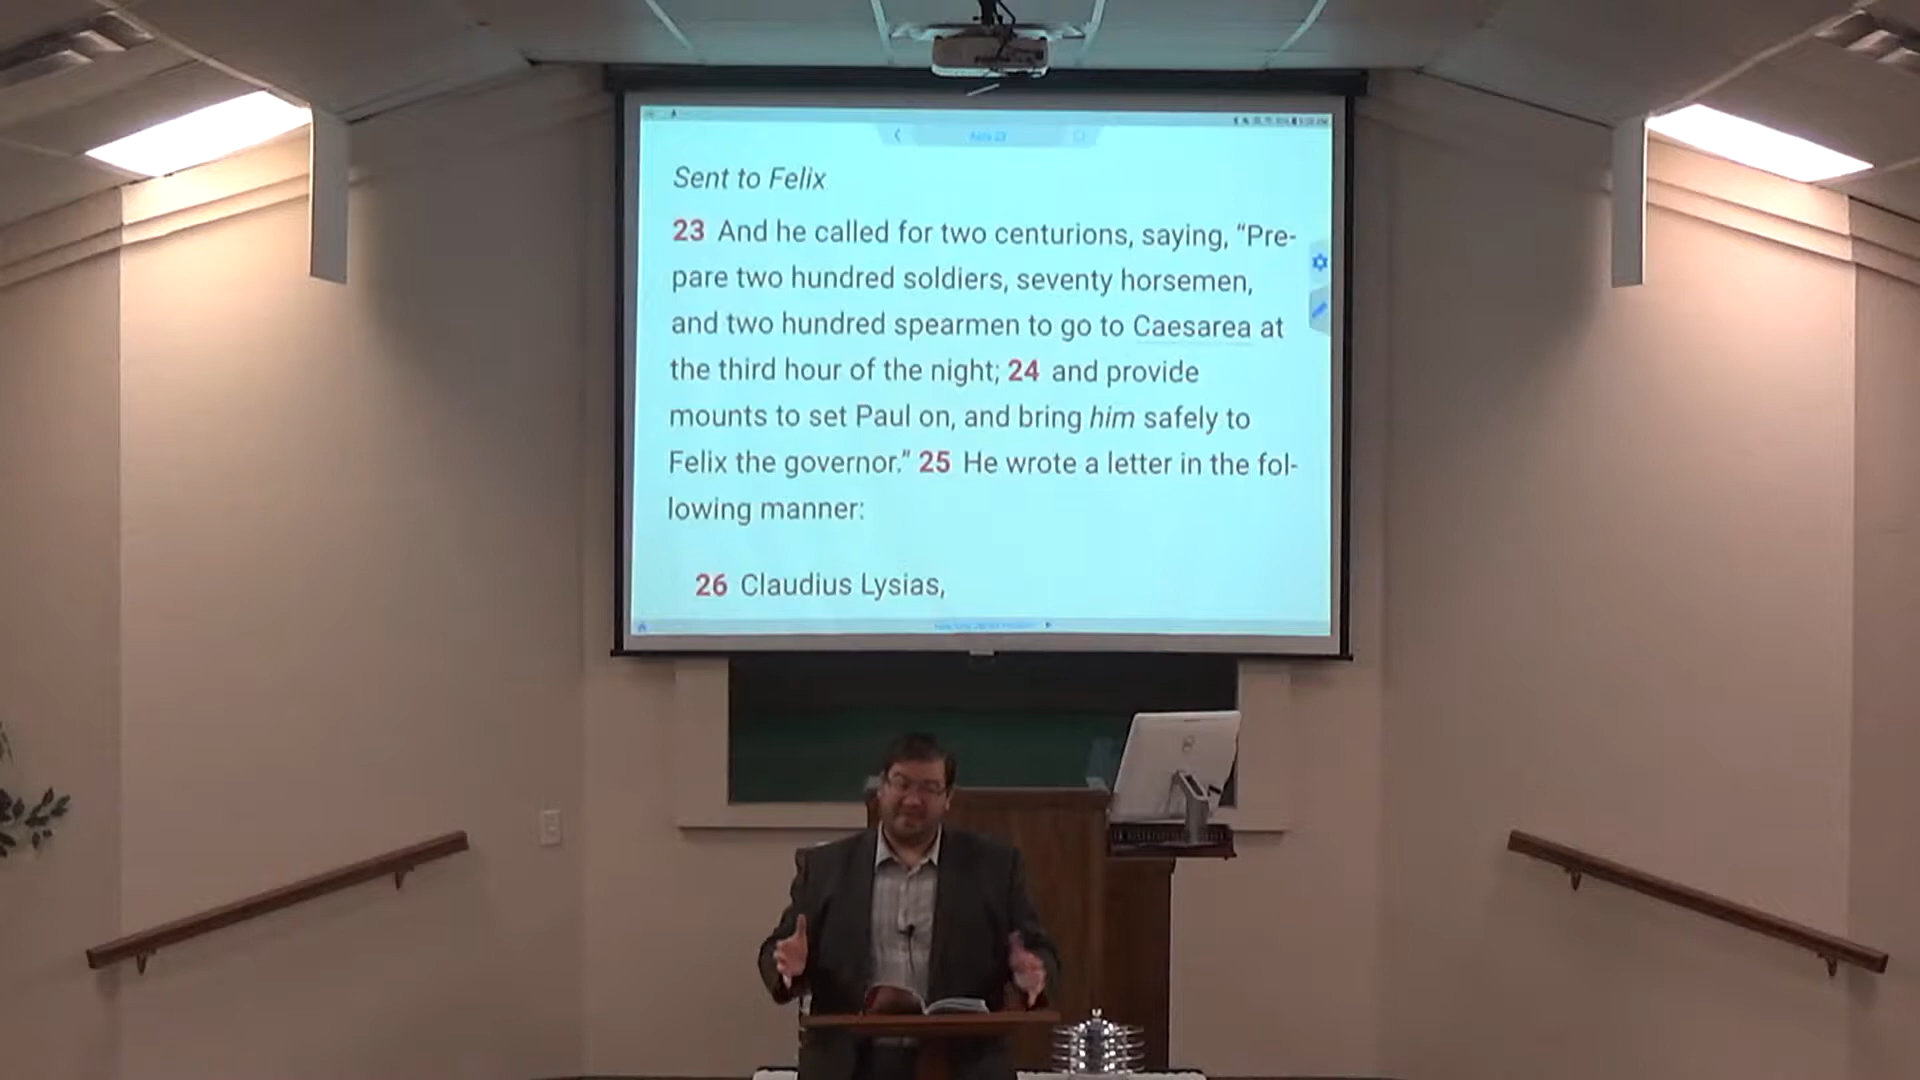 Acts 23
Sent to Felix
23 And he called for two centurions, saying, “Pre-
pare two hundred soldiers, seventy horsemen,
and two hundred spearmen to go to Caesarea at
the third hour of the night; 24 and provide
mounts to set Paul on, and bring him safely to
Felix the governor.” 25 He wrote a letter in the fol-
lowing manner:
26 Claudius Lysias,